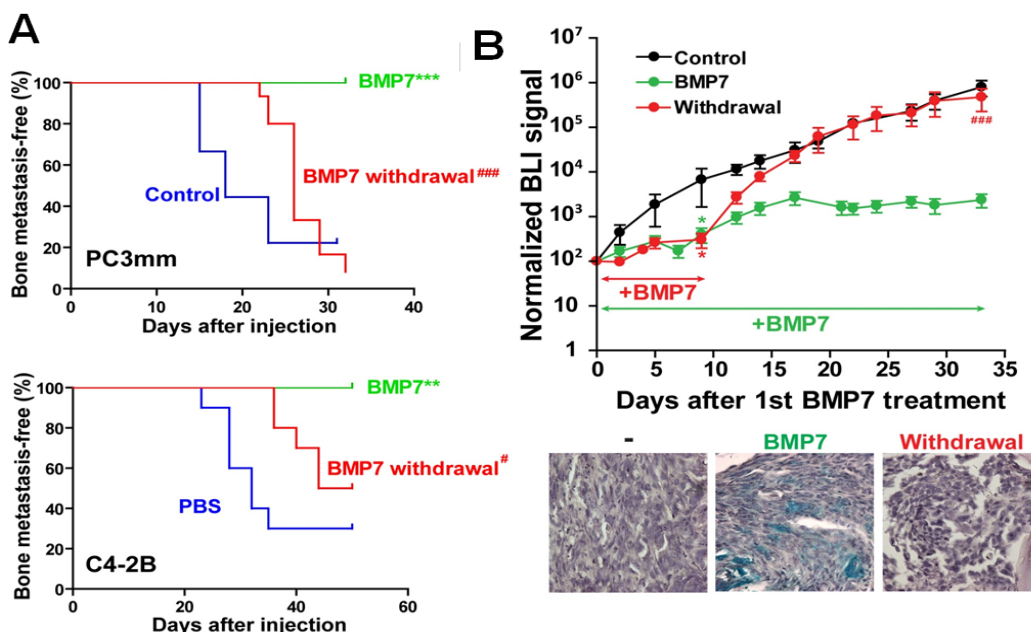 A
Bone metastasis-free (%)
100
80
60
40
20
0
BMP7***
BMP7 withdrawal###
Control
PC3mm
0 10 20 30 40
Days after injection
Bone metastasis-free (%)
100
80
60
40
20
0
BMP7**
BMP7 withdrawal#
PBS
C4-2B
0 20 40 60
Days after injection
B
Normalized BLI signal
10⁷
10⁶
10⁵
10⁴
10³
10²
10
1
Control
BMP7
Withdrawal
###
*
*
+BMP7
+BMP7
0 5 10 15 20 25 30 35
Days after 1st BMP7 treatment
-
BMP7
Withdrawal